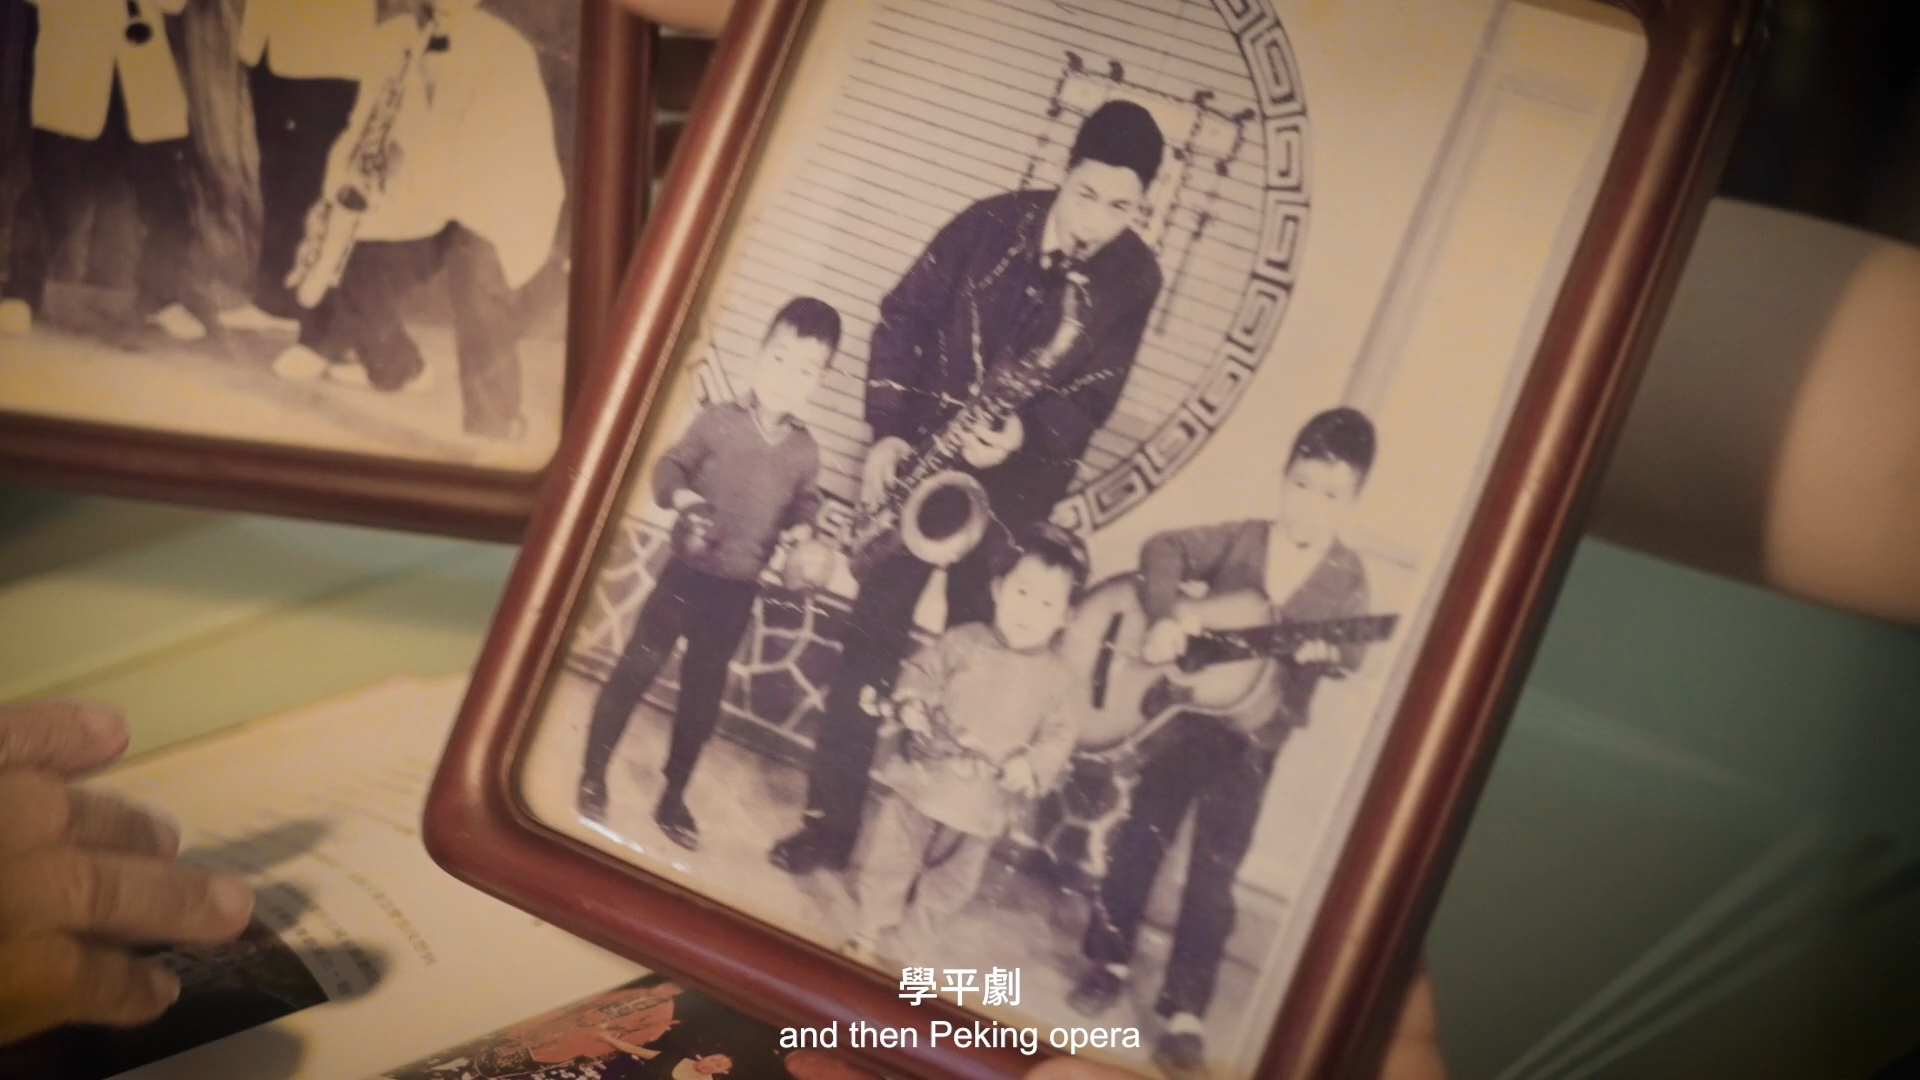 學平劇
and then Peking opera